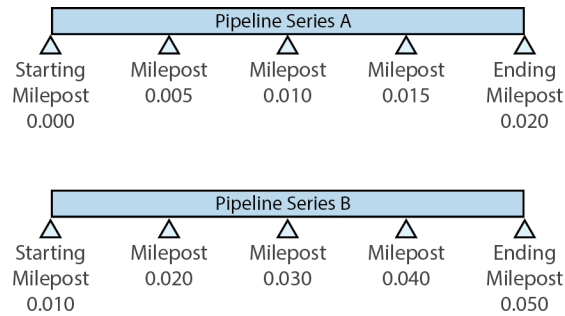 Pipeline Series A
Starting Milepost Milepost Milepost Ending
Milepost 0.005 0.010 0.015 Milepost
0.000 0.020
Pipeline Series B
Starting Milepost Milepost Milepost Ending
Milepost 0.020 0.030 0.040 Milepost
0.010 0.050